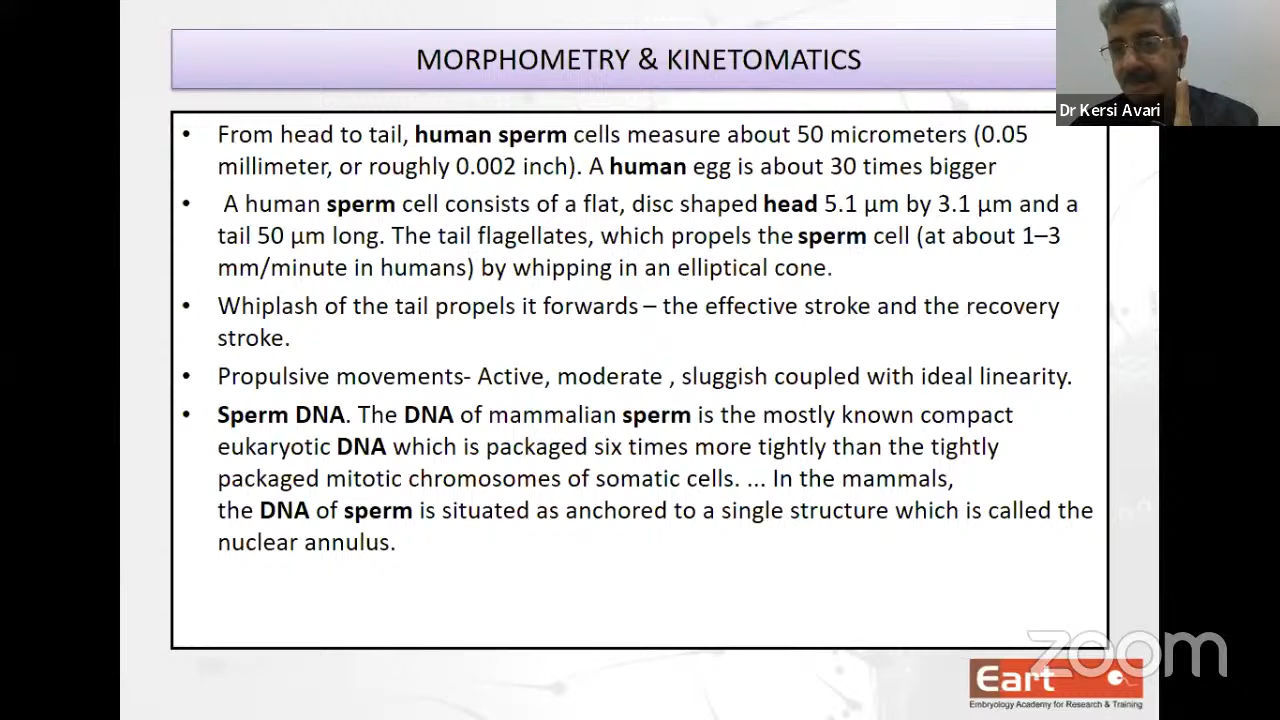 MORPHOMETRY & KINETOMATICS
Dr Kersi Avari
• From head to tail, human sperm cells measure about 50 micrometers (0.05
millimeter, or roughly 0.002 inch). A human egg is about 30 times bigger
• A human sperm cell consists of a flat, disc shaped head 5.1 µm by 3.1 µm and a
tail 50 µm long. The tail flagellates, which propels the sperm cell (at about 1–3
mm/minute in humans) by whipping in an elliptical cone.
• Whiplash of the tail propels it forwards – the effective stroke and the recovery
stroke.
• Propulsive movements- Active, moderate , sluggish coupled with ideal linearity.
• Sperm DNA. The DNA of mammalian sperm is the mostly known compact
eukaryotic DNA which is packaged six times more tightly than the tightly
packaged mitotic chromosomes of somatic cells. ... In the mammals,
the DNA of sperm is situated as anchored to a single structure which is called the
nuclear annulus.
zoom
Eart
Embryology Academy for Research & Training